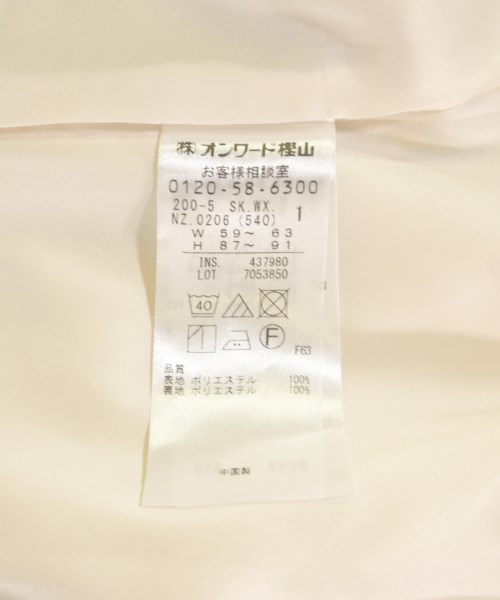 ㈱オンワード樫山
お客様相談室
0120-58-6300
200-5 SK.WX.
NZ.0206 (540) 1
W 59～ 63
H 87～ 91
INS. 437980
LOT 7053850
40
F
F63
品質
表地 ポリエステル 100%
裏地 ポリエステル 100%
中国製